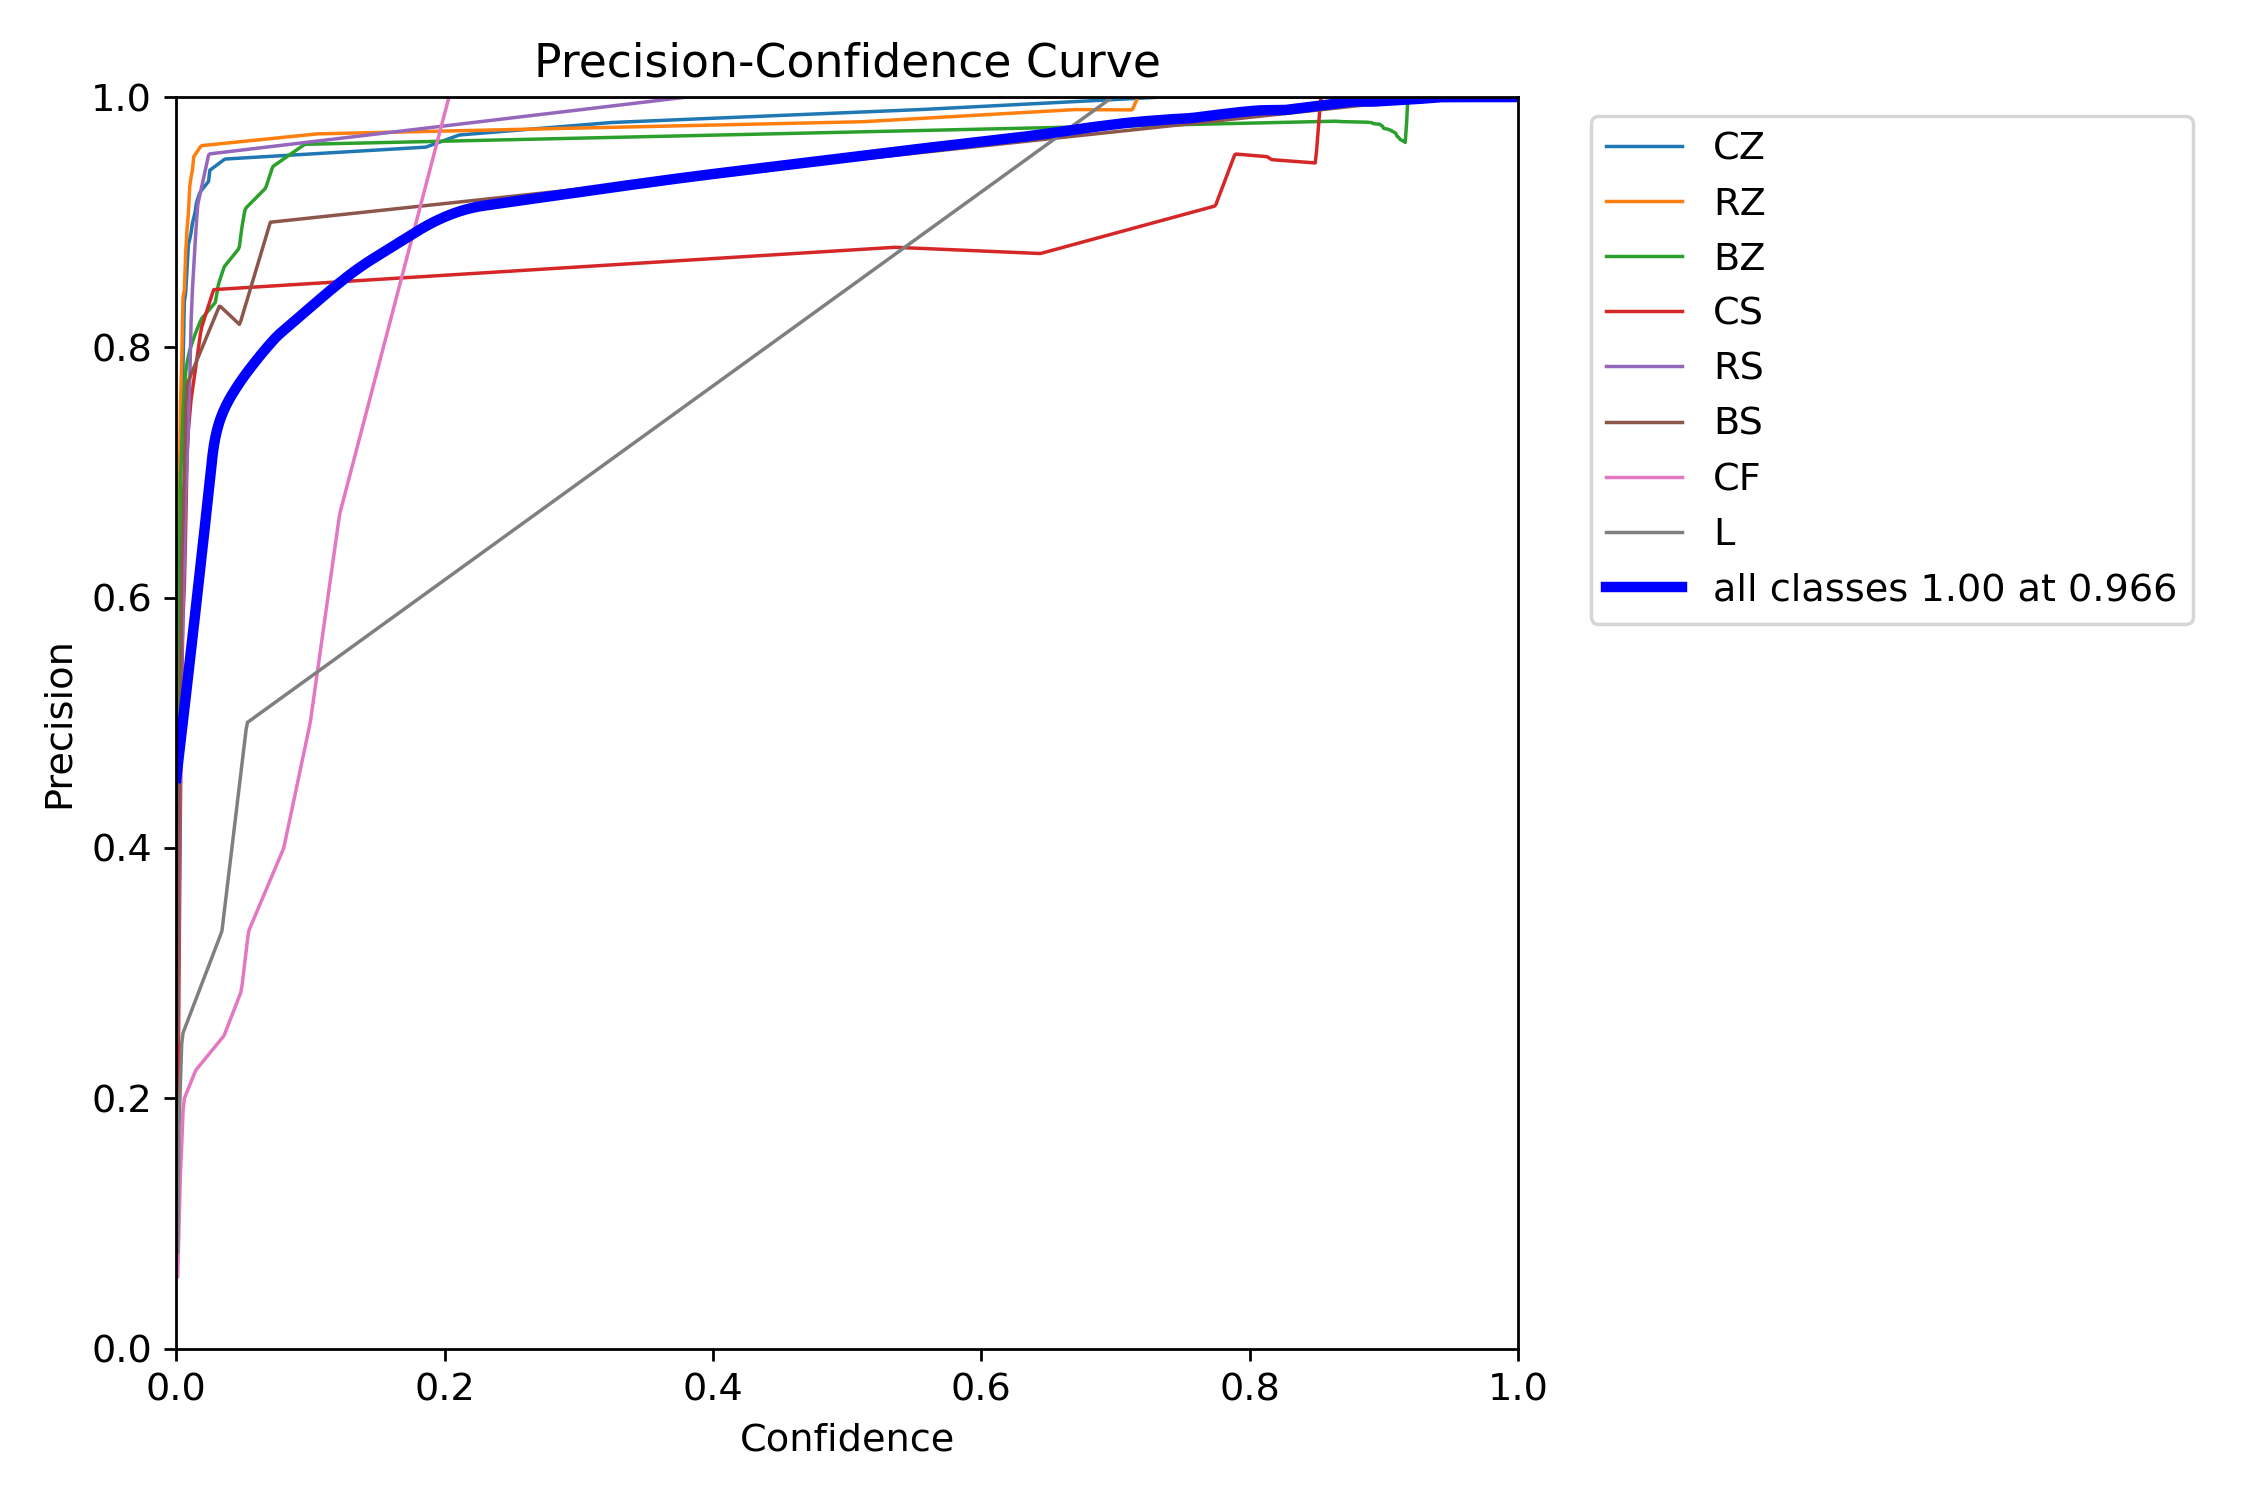 Precision-Confidence Curve
1.0
0.8
0.6
0.4
0.2
0.0
Precision
0.0 0.2 0.4 0.6 0.8 1.0
Confidence
CZ
RZ
BZ
CS
RS
BS
CF
L
all classes 1.00 at 0.966